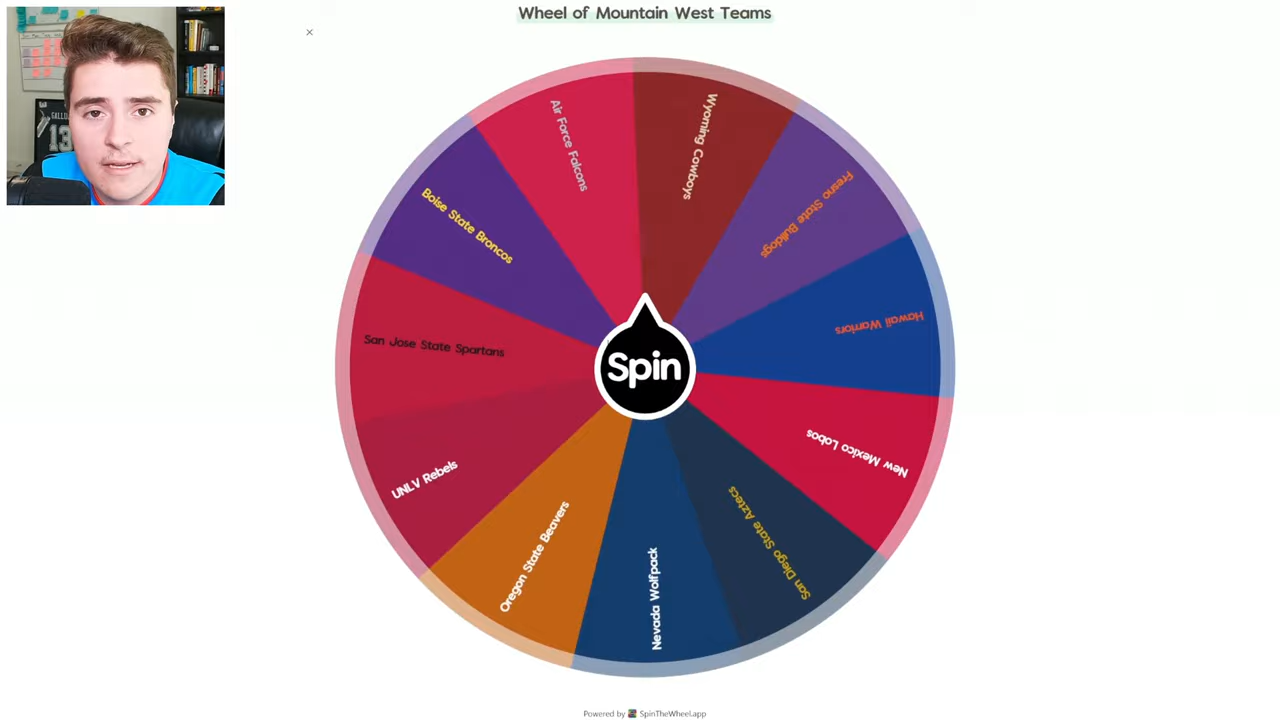 Wheel of Mountain West Teams
×
Air Force Falcons
Wyoming Cowboys
Fresno State Bulldogs
Hawaii Warriors
New Mexico Lobos
San Diego State Aztecs
Nevada Wolfpack
Oregon State Beavers
UNLV Rebels
San Jose State Spartans
Boise State Broncos
Spin
GALLU
13
Powered by SpinTheWheel.app